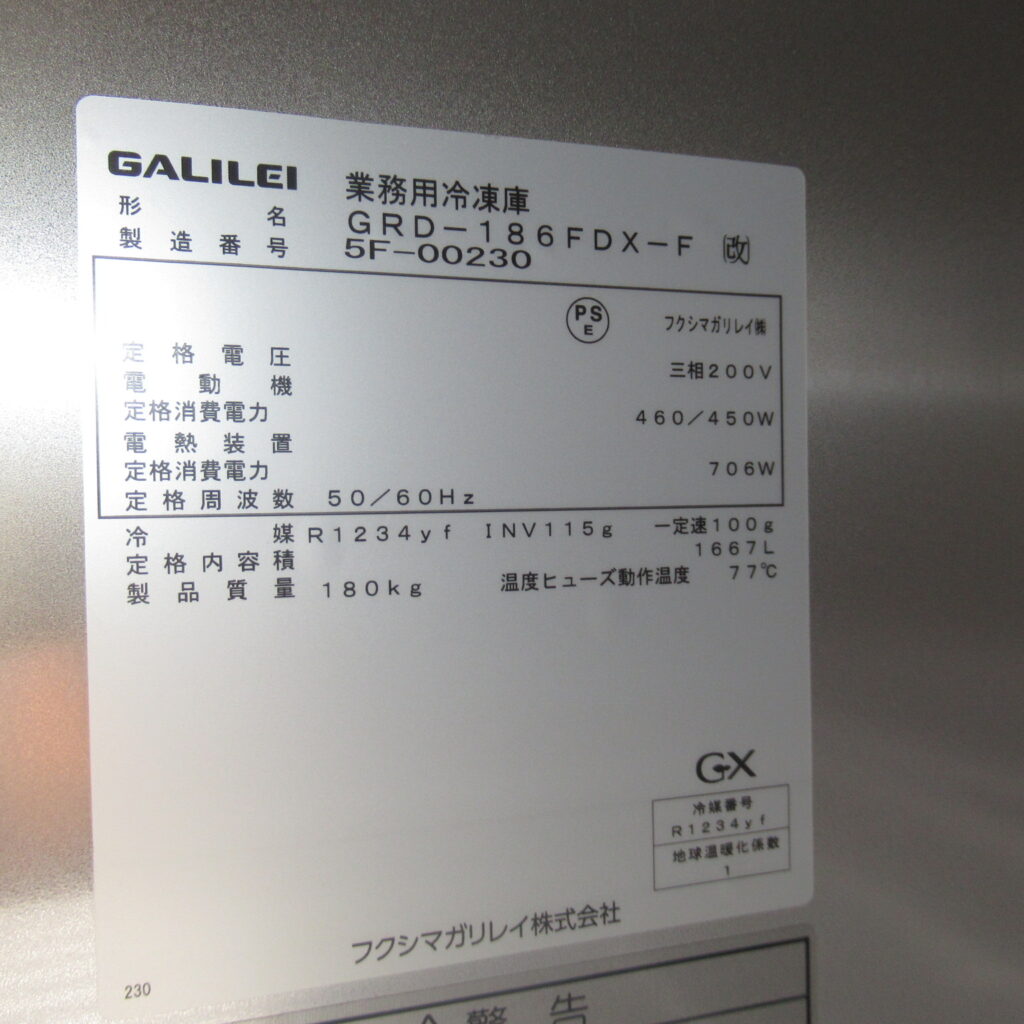 GALILEI 業務用冷凍庫
形名 GRD-186FDX-F ㊎改
製造番号 5F-00230
PS
E
フクシマガリレイ㈱
定格電圧 三相200V
電動機
定格消費電力 460/450W
電熱装置
定格消費電力 706W
定格周波数 50/60Hz
冷媒 R1234yf INV115g 一定速100g
定格内容積 1667L
製品質量 180kg 温度ヒューズ動作温度 77℃
GX
冷媒番号
R1234yf
地球温暖化係数
1
フクシマガリレイ株式会社
230
警告